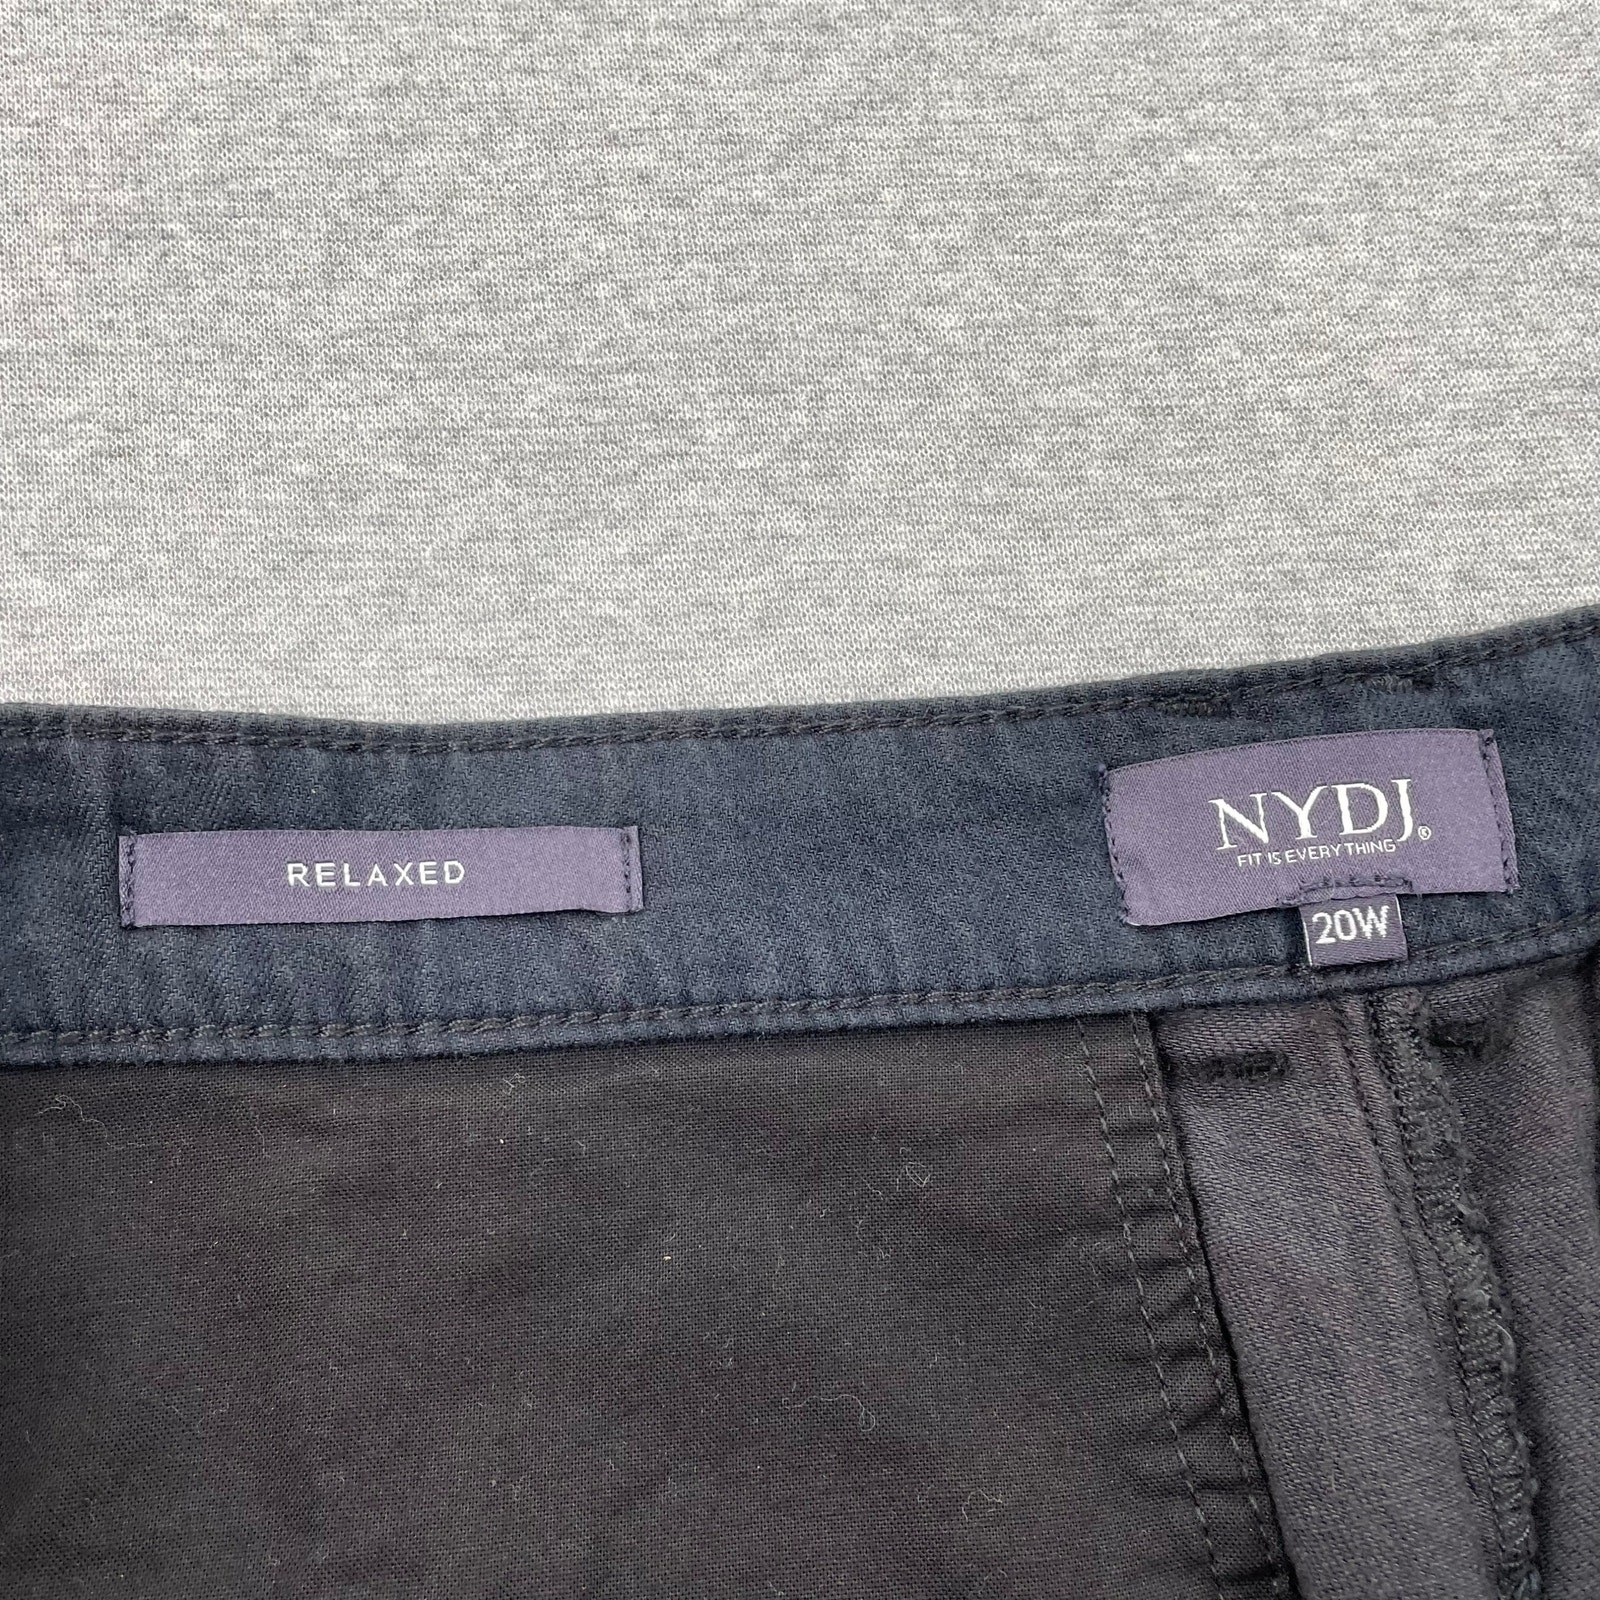 RELAXED
NYDJ®
FIT IS EVERYTHING
20W